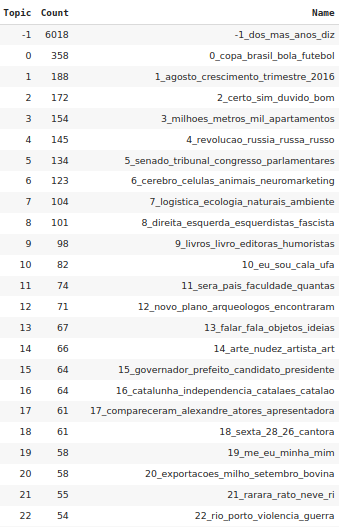 Topic Count Name
-1 6018 -1_dos_mas_anos_diz
0 358 0_copa_brasil_bola_futebol
1 188 1_agosto_crescimento_trimestre_2016
2 172 2_certo_sim_duvido_bom
3 154 3_milhoes_metros_mil_apartamentos
4 145 4_revolucao_russia_russa_russo
5 134 5_senado_tribunal_congresso_parlamentares
6 123 6_cerebro_celulas_animais_neuromarketing
7 104 7_logistica_ecologia_naturais_ambiente
8 101 8_direita_esquerda_esquerdistas_fascista
9 98 9_livros_livro_editoras_humoristas
10 82 10_eu_sou_cala_ufa
11 74 11_sera_pais_faculdade_quantas
12 71 12_novo_plano_arqueologos_encontraram
13 67 13_falar_fala_objetos_ideias
14 66 14_arte_nudez_artista_art
15 64 15_governador_prefeito_candidato_presidente
16 64 16_catalunha_independencia_catalaes_catalao
17 61 17_compareceram_alexandre_atores_apresentadora
18 61 18_sexta_28_26_cantora
19 58 19_me_eu_minha_mim
20 58 20_exportacoes_milho_setembro_bovina
21 55 21_rarara_rato_neve_ri
22 54 22_rio_porto_violencia_guerra